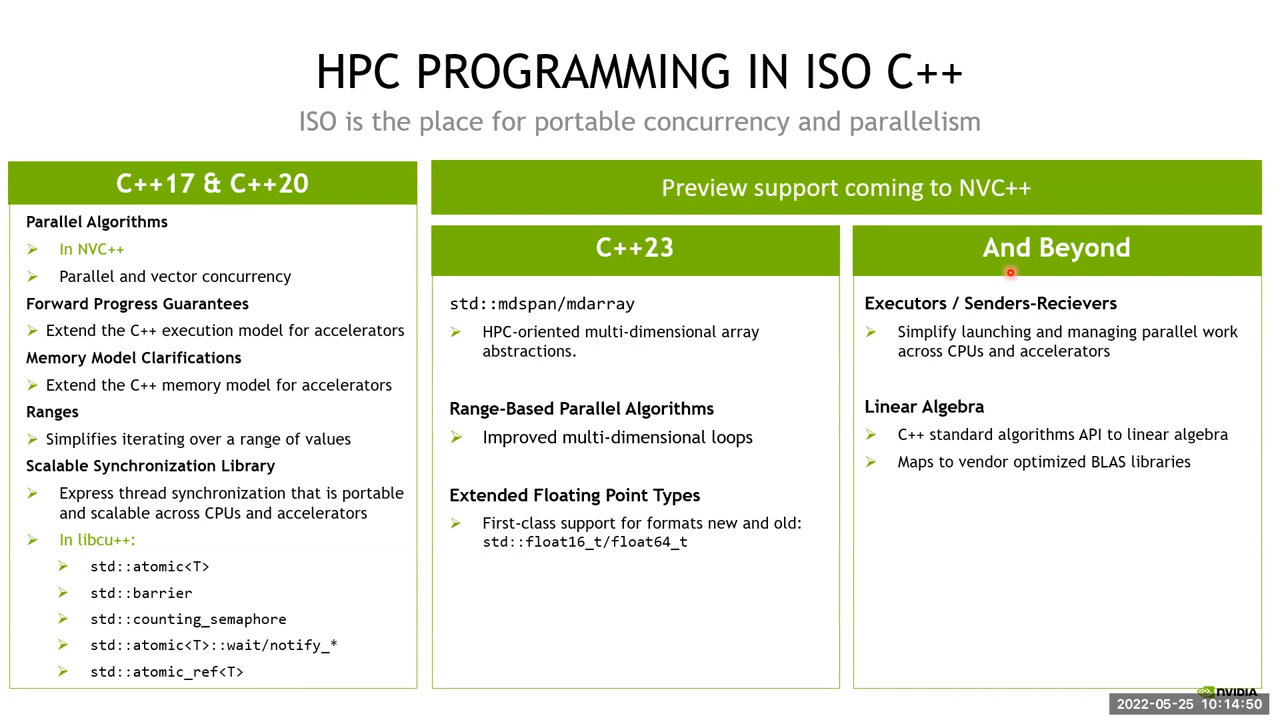 HPC PROGRAMMING IN ISO C++
ISO is the place for portable concurrency and parallelism
C++17 & C++20
Parallel Algorithms
In NVC++
Parallel and vector concurrency
Forward Progress Guarantees
Extend the C++ execution model for accelerators
Memory Model Clarifications
Extend the C++ memory model for accelerators
Ranges
Simplifies iterating over a range of values
Scalable Synchronization Library
Express thread synchronization that is portable
and scalable across CPUs and accelerators
In libcu++:
std::atomic<T>
std::barrier
std::counting_semaphore
std::atomic<T>::wait/notify_*
std::atomic_ref<T>
Preview support coming to NVC++
C++23
std::mdspan/mdarray
HPC-oriented multi-dimensional array
abstractions.
Range-Based Parallel Algorithms
Improved multi-dimensional loops
Extended Floating Point Types
First-class support for formats new and old:
std::float16_t/float64_t
And Beyond
Executors / Senders-Recievers
Simplify launching and managing parallel work
across CPUs and accelerators
Linear Algebra
C++ standard algorithms API to linear algebra
Maps to vendor optimized BLAS libraries
NVIDIA
2022-05-25 10:14:50